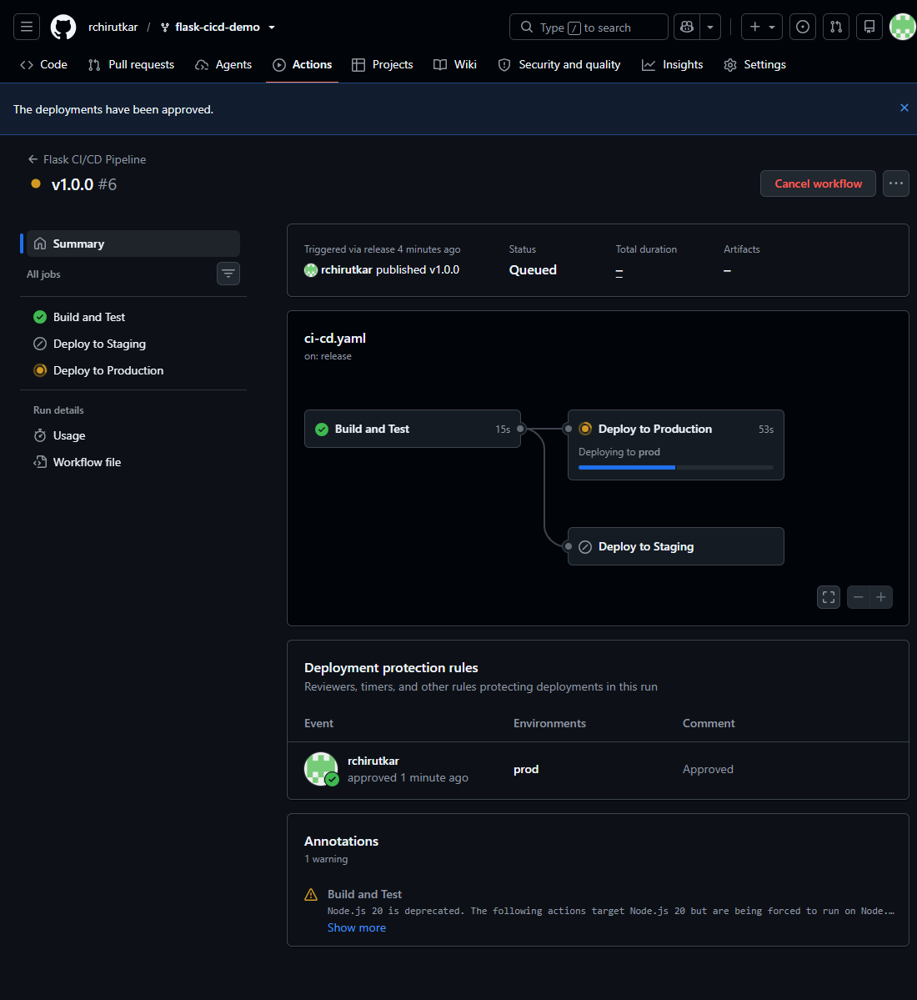 rchirutkar / flask-cicd-demo
Type / to search
Code Pull requests Agents Actions Projects Wiki Security and quality Insights Settings
The deployments have been approved.
Flask CI/CD Pipeline
v1.0.0 #6
Cancel workflow
Summary
All jobs
Build and Test
Deploy to Staging
Deploy to Production
Run details
Usage
Workflow file
Triggered via release 4 minutes ago
rchirutkar published v1.0.0
Status
Queued
Total duration
–
Artifacts
–
ci-cd.yaml
on: release
Build and Test 15s
Deploy to Production 53s
Deploying to prod
Deploy to Staging
Deployment protection rules
Reviewers, timers, and other rules protecting deployments in this run
Event Environments Comment
rchirutkar
approved 1 minute ago
prod
Approved
Annotations
1 warning
Build and Test
Node.js 20 is deprecated. The following actions target Node.js 20 but are being forced to run on Node.…
Show more